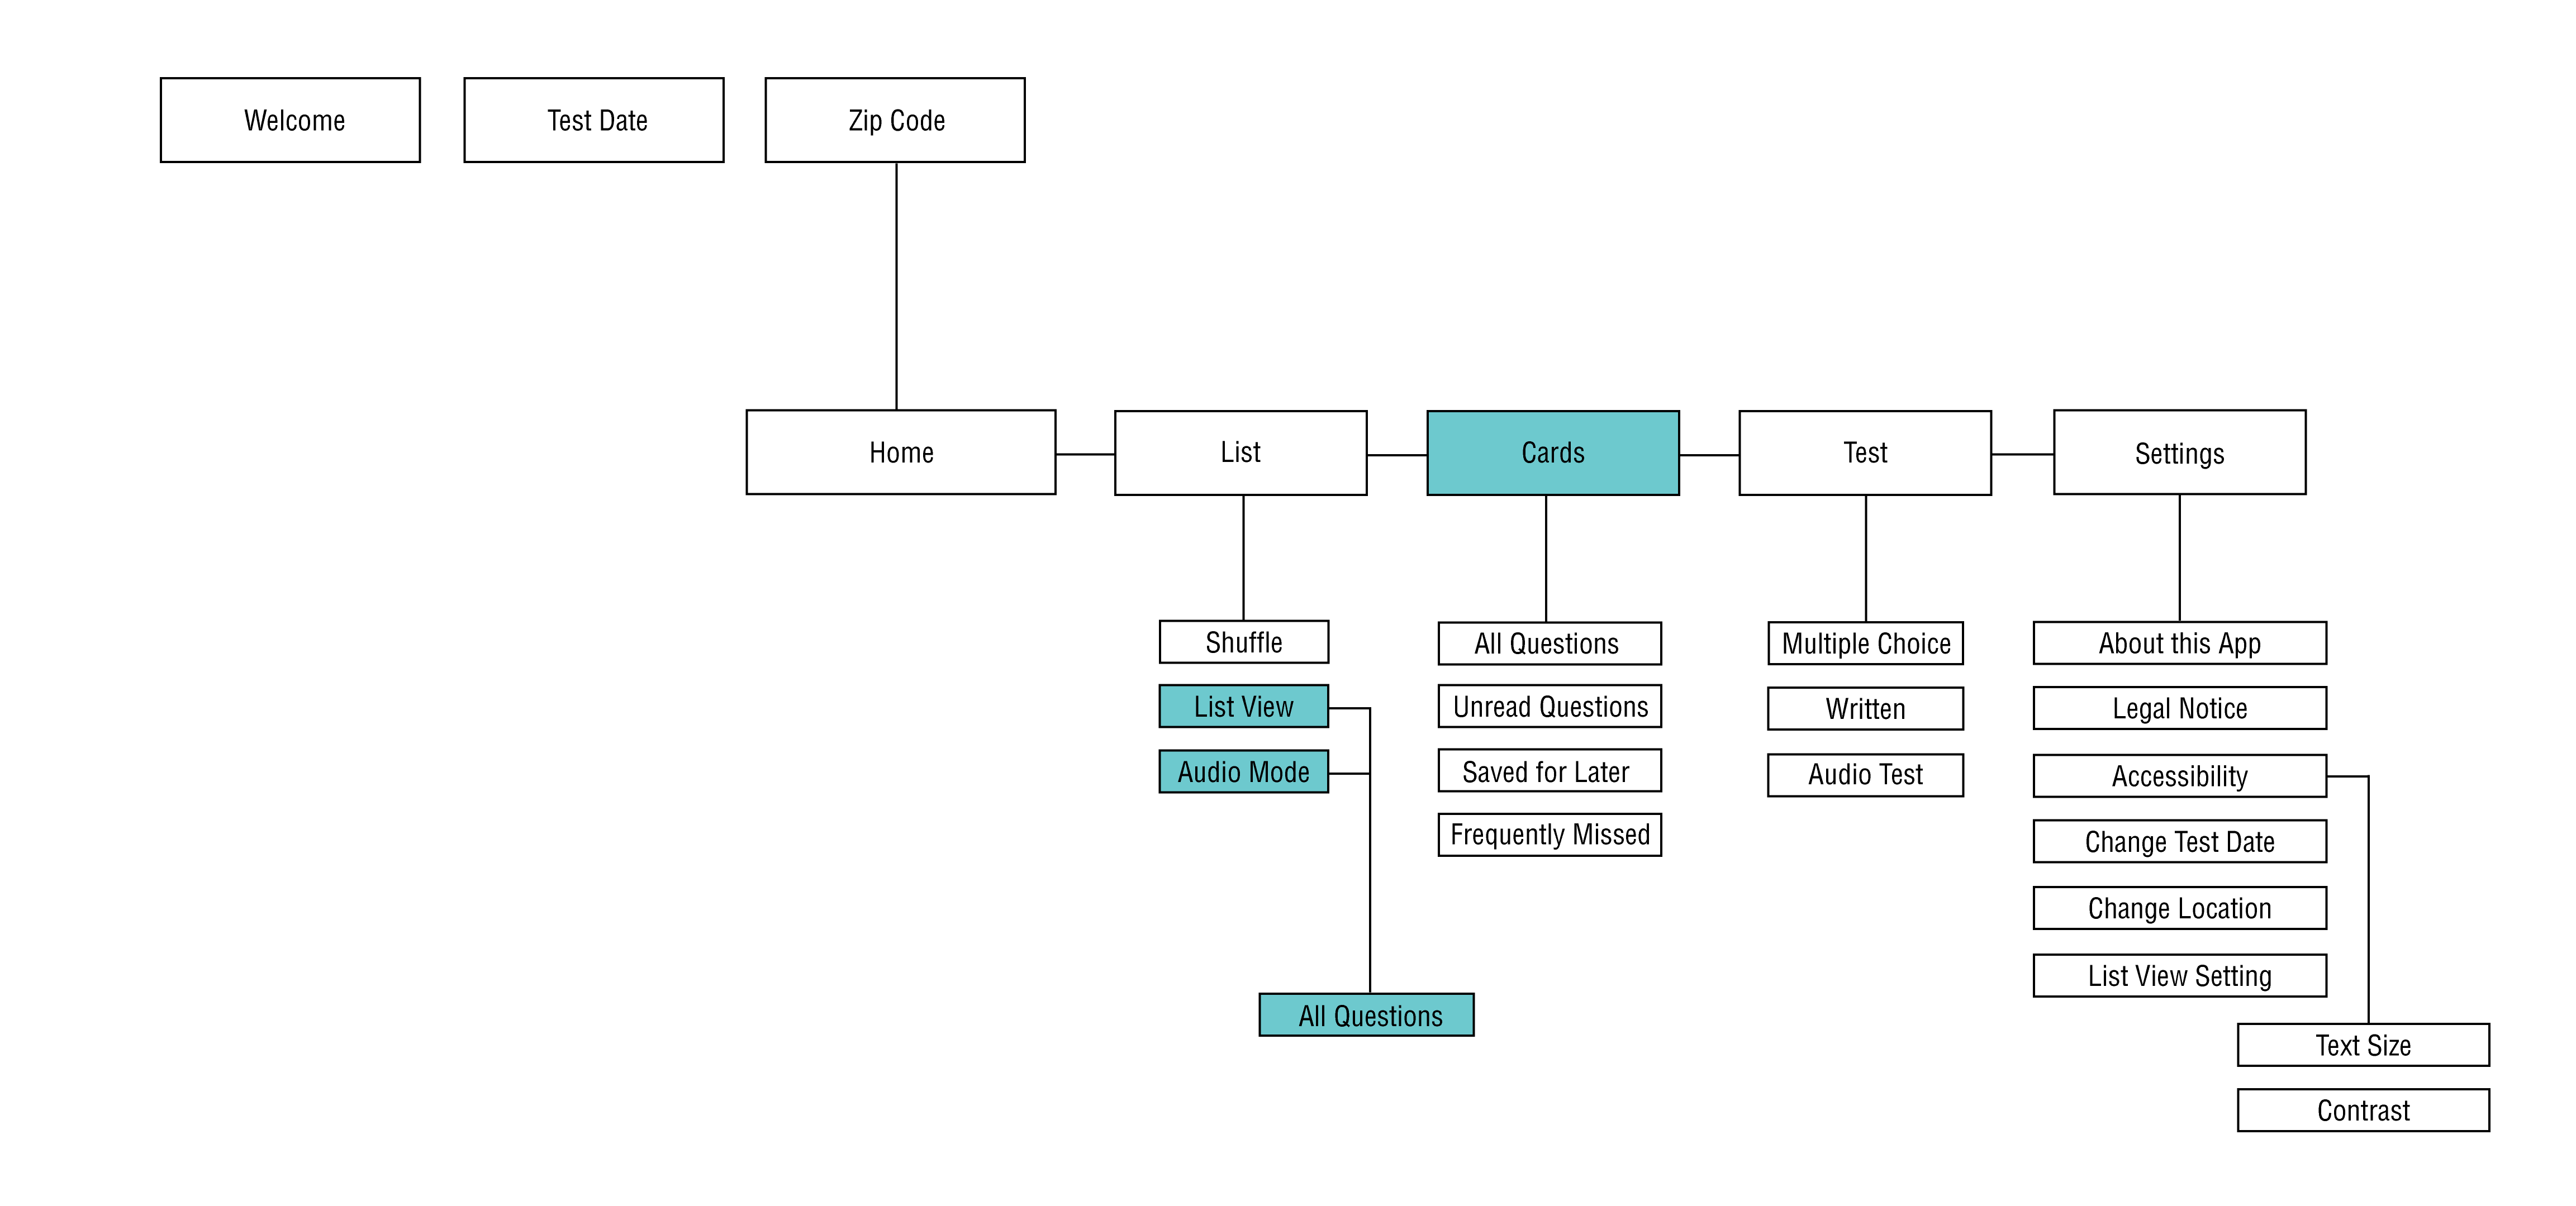 Welcome
Test Date
Zip Code
Home
List
Cards
Test
Settings
Shuffle
List View
Audio Mode
All Questions
All Questions
Unread Questions
Saved for Later
Frequently Missed
Multiple Choice
Written
Audio Test
About this App
Legal Notice
Accessibility
Change Test Date
Change Location
List View Setting
Text Size
Contrast